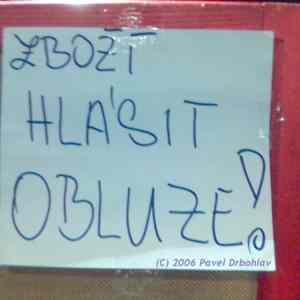 ZBOŽÍ
HLÁSIT
OBLUZE!
(C) 2006 Pavel Drbohlav